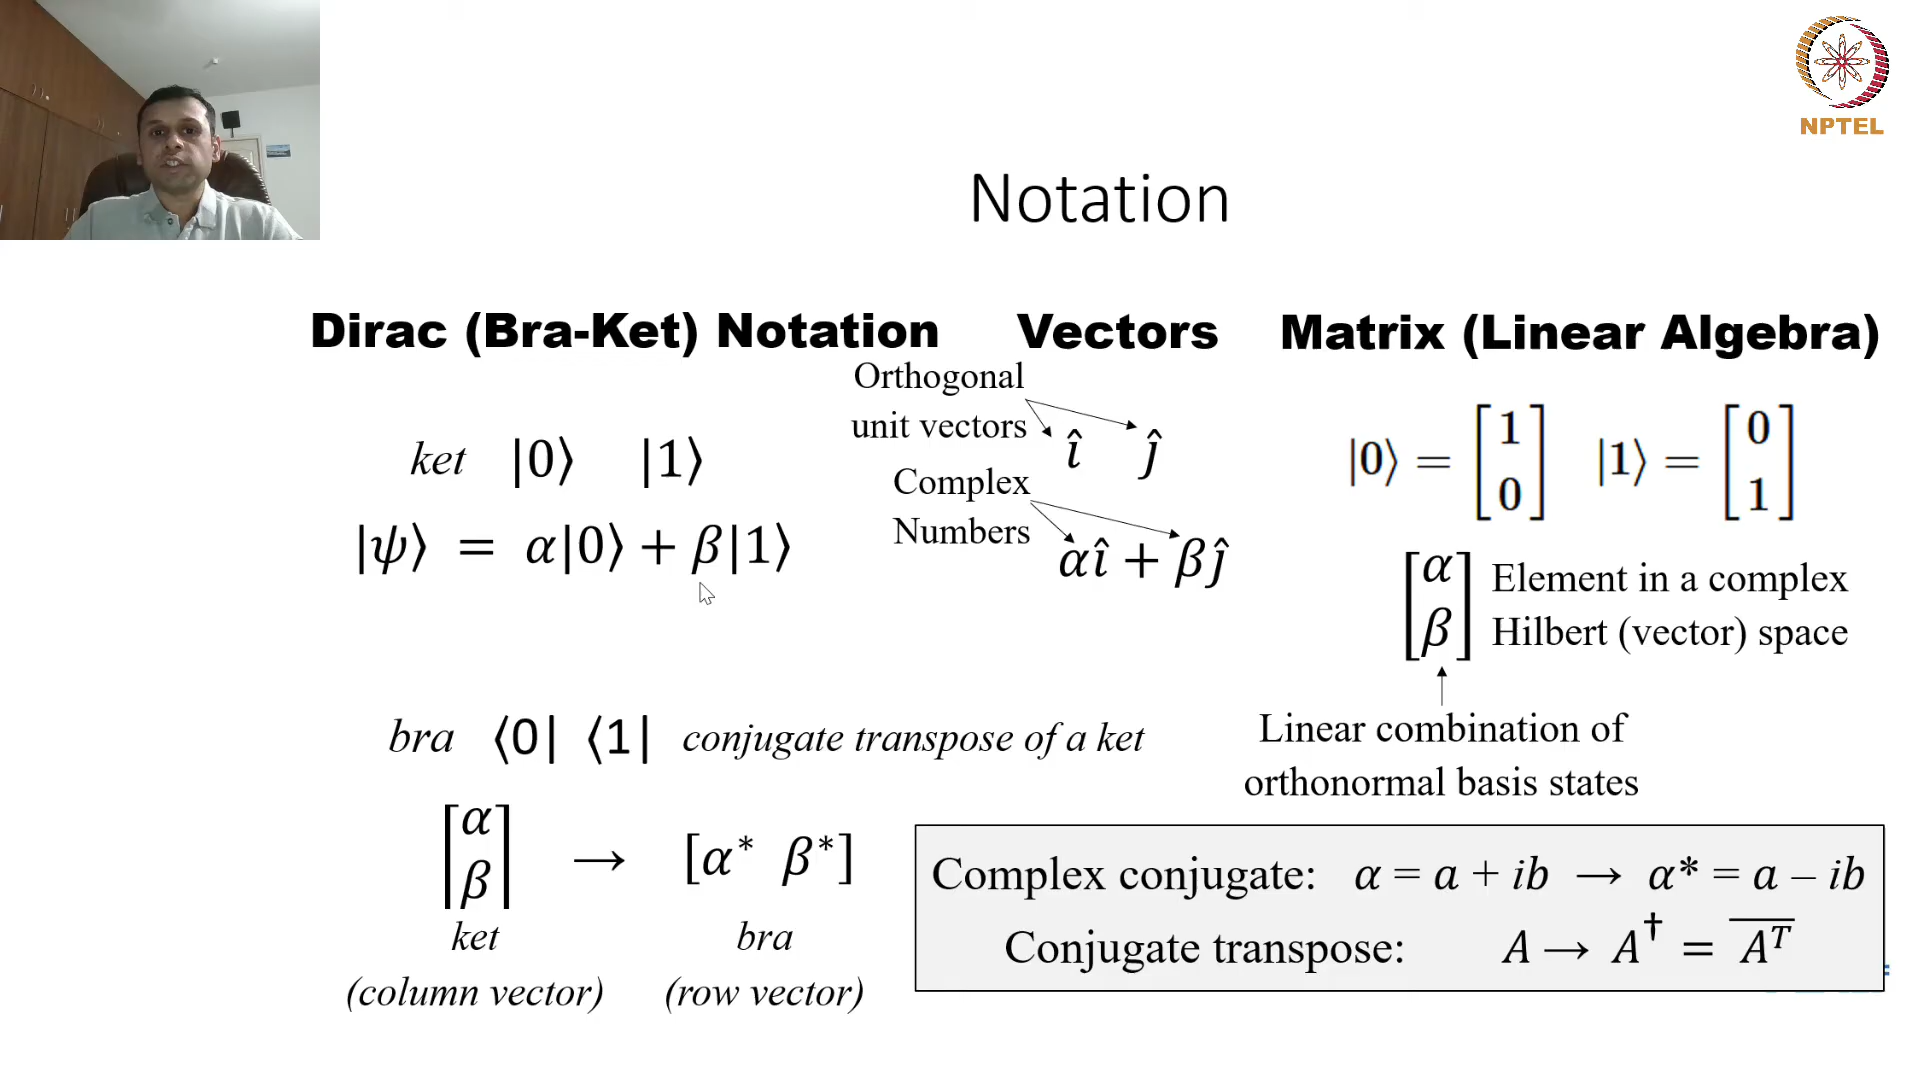 NPTEL
Notation
Dirac (Bra-Ket) Notation
Vectors
Matrix (Linear Algebra)
Orthogonal
unit vectors
ket |0⟩ |1⟩
î ĵ
|0⟩ = [1 0] |1⟩ = [0 1]
Complex
Numbers
|ψ⟩ = α|0⟩ + β|1⟩
αî + βĵ
[α β] Element in a complex
Hilbert (vector) space
Linear combination of
orthonormal basis states
bra ⟨0| ⟨1| conjugate transpose of a ket
[α β] → [α* β*]
ket bra
(column vector) (row vector)
Complex conjugate: α = a + ib → α* = a – ib
Conjugate transpose: A → A† = \overline{Aᵀ}